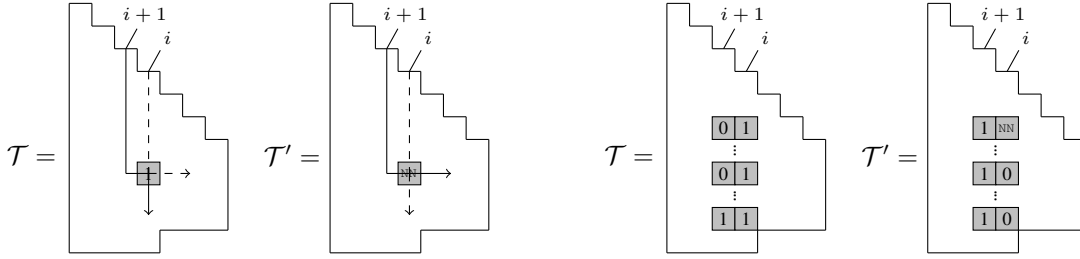 i + 1
i
𝒯 =
1
i + 1
i
𝒯′ =
NN
i + 1
i
𝒯 =
0 1
⋮
0 1
⋮
1 1
i + 1
i
𝒯′ =
1 NN
⋮
1 0
⋮
1 0